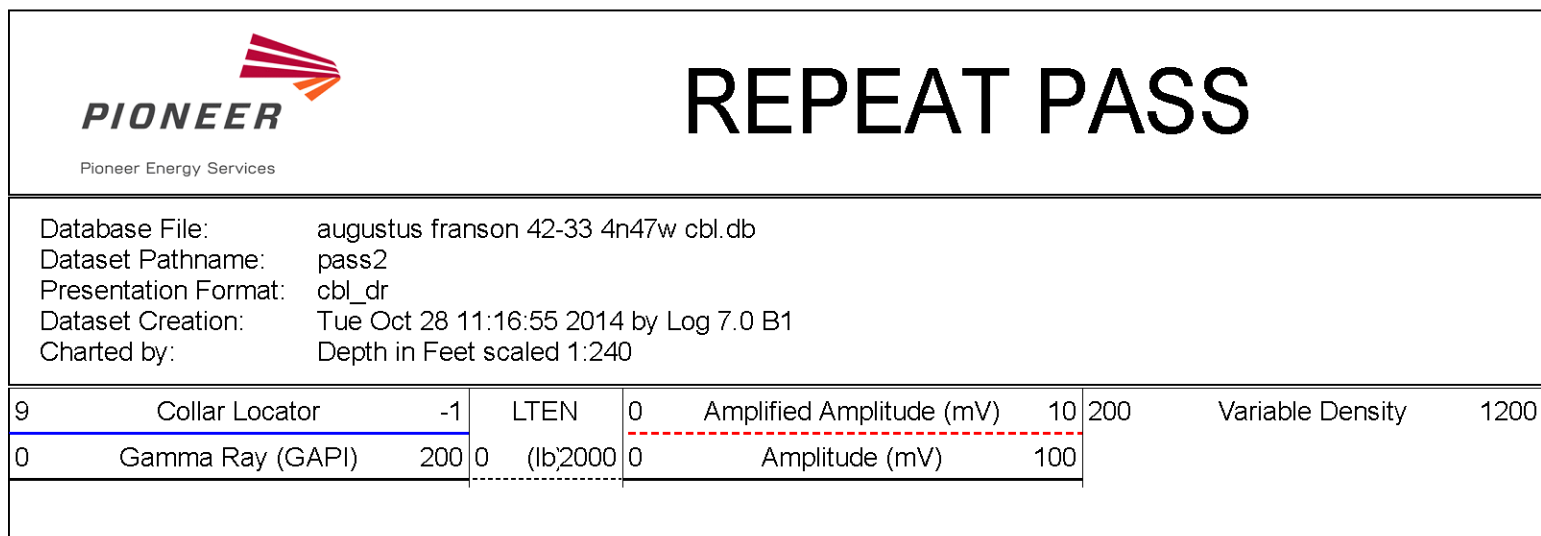 PIONEER
Pioneer Energy Services
REPEAT PASS
Database File: augustus franson 42-33 4n47w cbl.db
Dataset Pathname: pass2
Presentation Format: cbl_dr
Dataset Creation: Tue Oct 28 11:16:55 2014 by Log 7.0 B1
Charted by: Depth in Feet scaled 1:240
9 Collar Locator -1 LTEN 0 Amplified Amplitude (mV) 10 200 Variable Density 1200
0 Gamma Ray (GAPI) 200 0 (lb) 2000 0 Amplitude (mV) 100